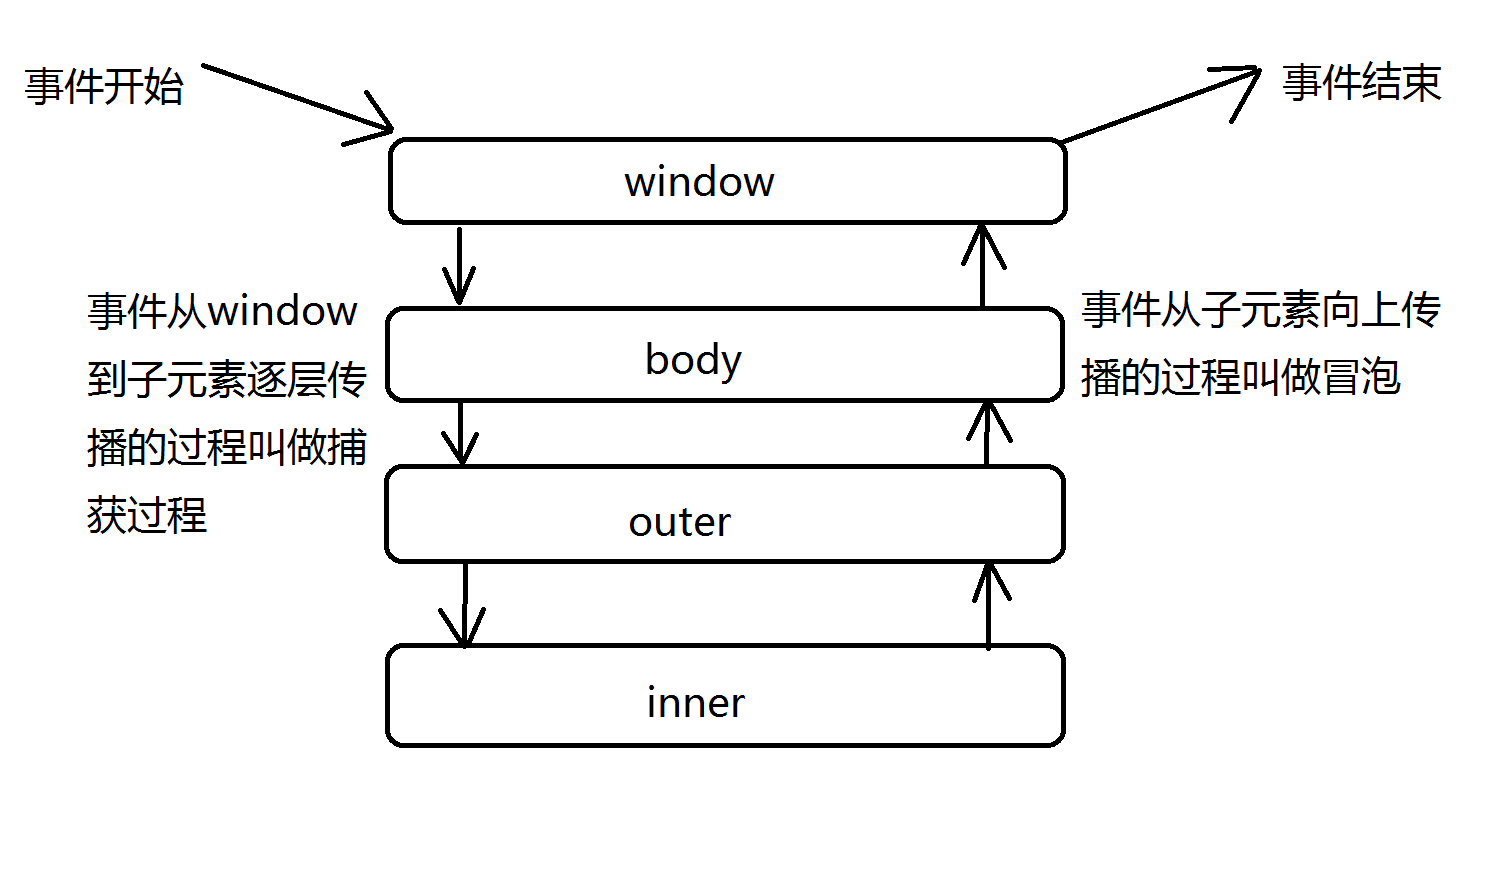 事件开始
事件结束
window
事件从window
到子元素逐层传
播的过程叫做捕
获过程
body
事件从子元素向上传
播的过程叫做冒泡
outer
inner